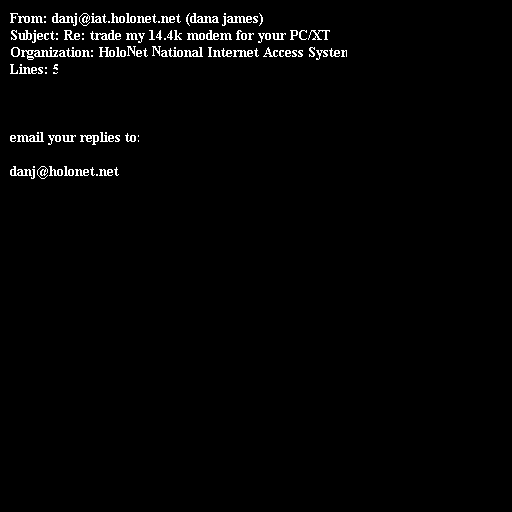 From: danj@iat.holonet.net (dana james)
Subject: Re: trade my 14.4k modem for your PC/XT
Organization: HoloNet National Internet Access System
Lines: 5
email your replies to:
danj@holonet.net